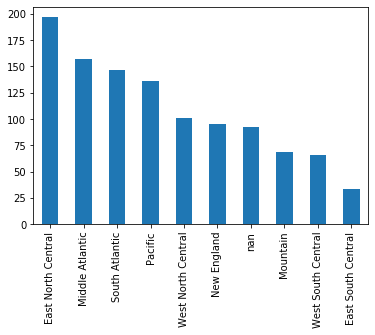 200
175
150
125
100
75
50
25
0
East North Central
Middle Atlantic
South Atlantic
Pacific
West North Central
New England
nan
Mountain
West South Central
East South Central